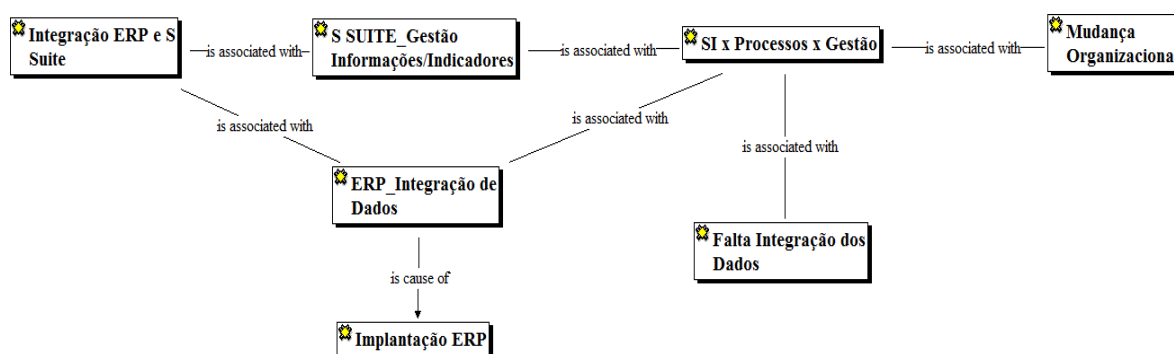 Integração ERP e S
Suite
is associated with
S SUITE_Gestão
Informações/Indicadores
is associated with
SI x Processos x Gestão
is associated with
Mudança
Organizaciona
is associated with
is associated with
is associated with
ERP_Integração de
Dados
Falta Integração dos
Dados
is cause of
Implantação ERP